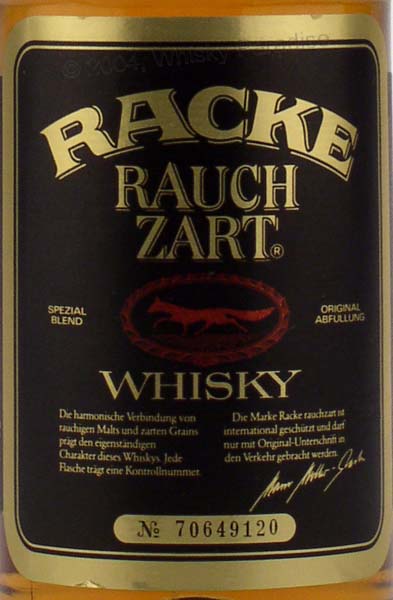 © 2004, Whisky Paradise
RACKE
RAUCH
ZART®
SPEZIAL
BLEND
ORIGINAL
ABFÜLLUNG
WHISKY
Die harmonische Verbindung von
rauchigen Malts und zarten Grains
prägt den eigenständigen
Charakter dieses Whiskys. Jede
Flasche trägt eine Kontrollnummer.
Die Marke Racke rauchzart ist
international geschützt und darf
nur mit Original-Unterschrift in
den Verkehr gebracht werden.
№ 70649120